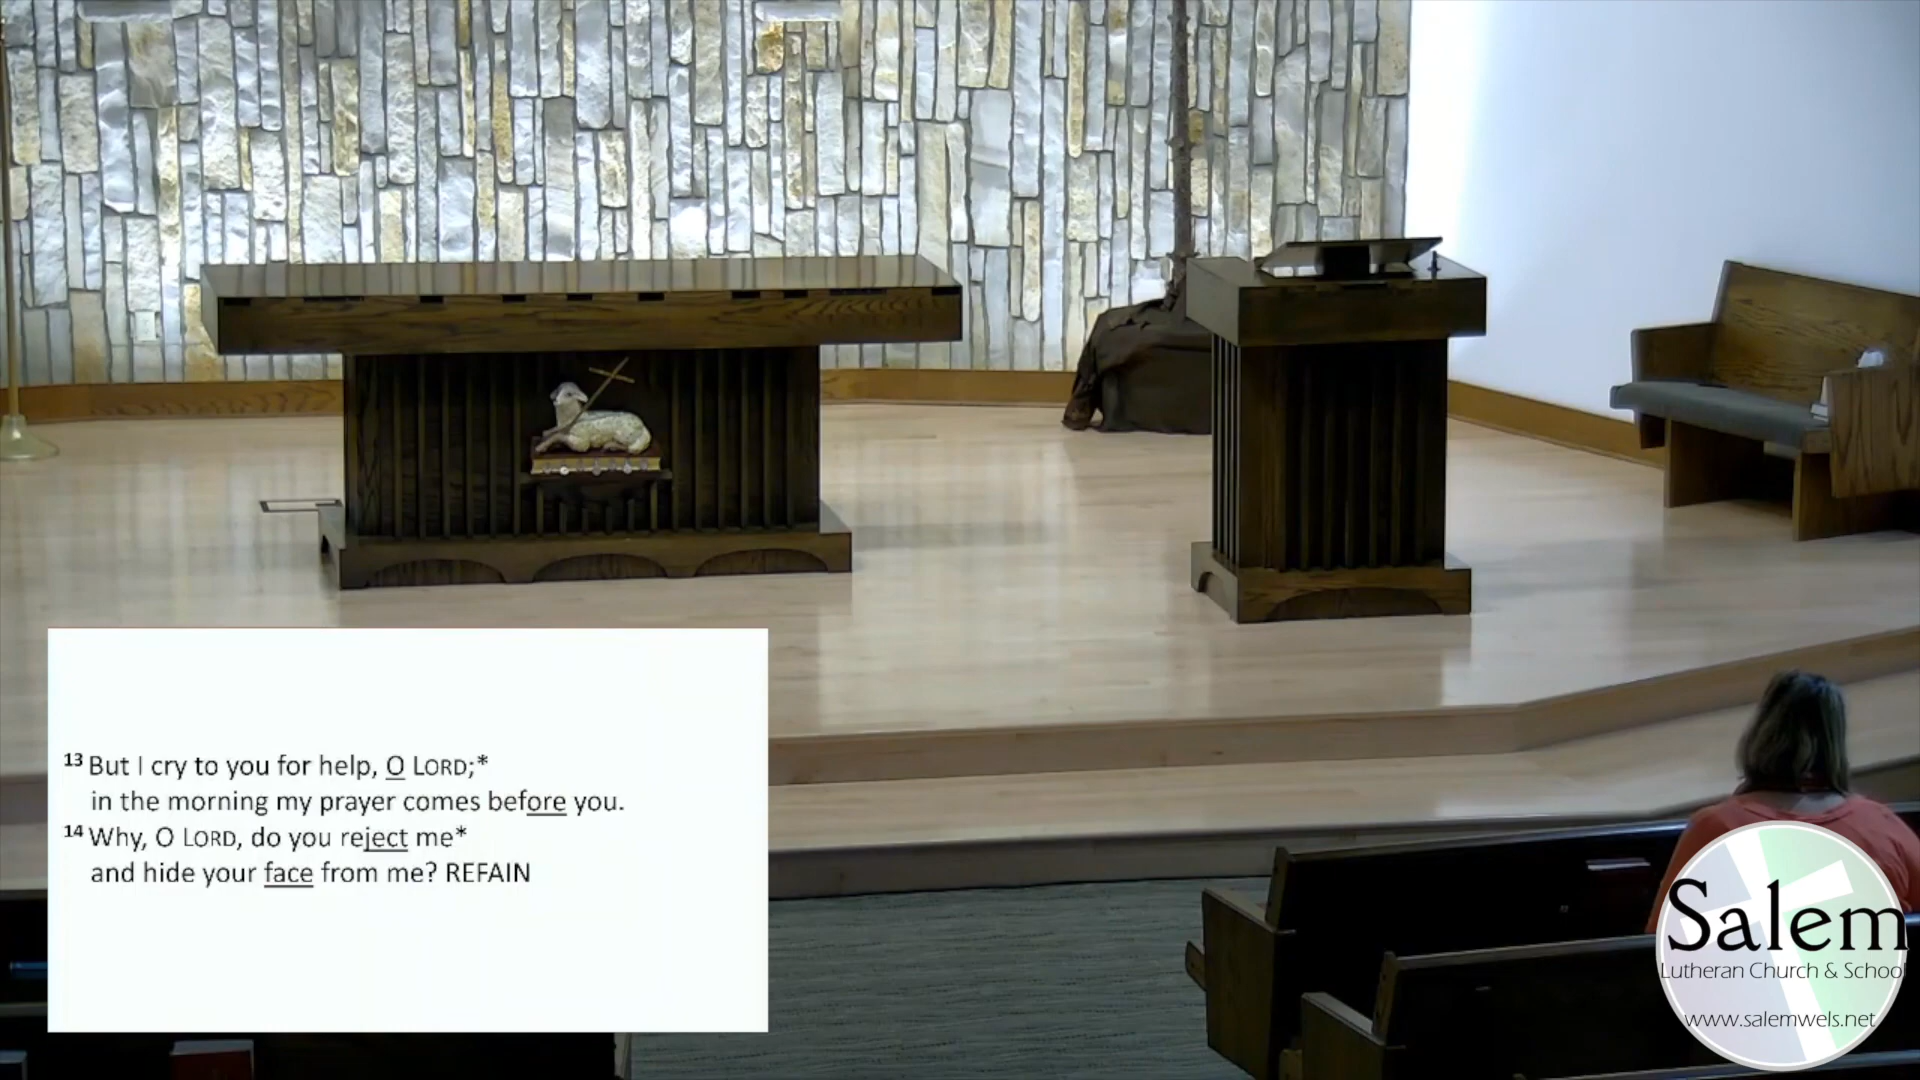 13 But I cry to you for help, O LORD;*
in the morning my prayer comes before you.
14 Why, O LORD, do you reject me*
and hide your face from me? REFAIN
Salem
Lutheran Church & School
www.salemwels.net